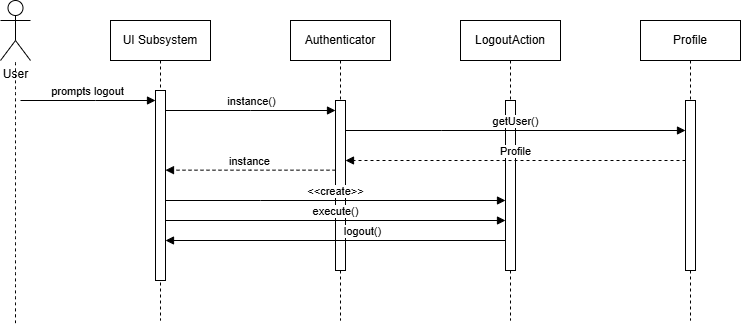 UI Subsystem
Authenticator
LogoutAction
Profile
User
prompts logout
instance()
getUser()
Profile
instance
<<create>>
execute()
logout()